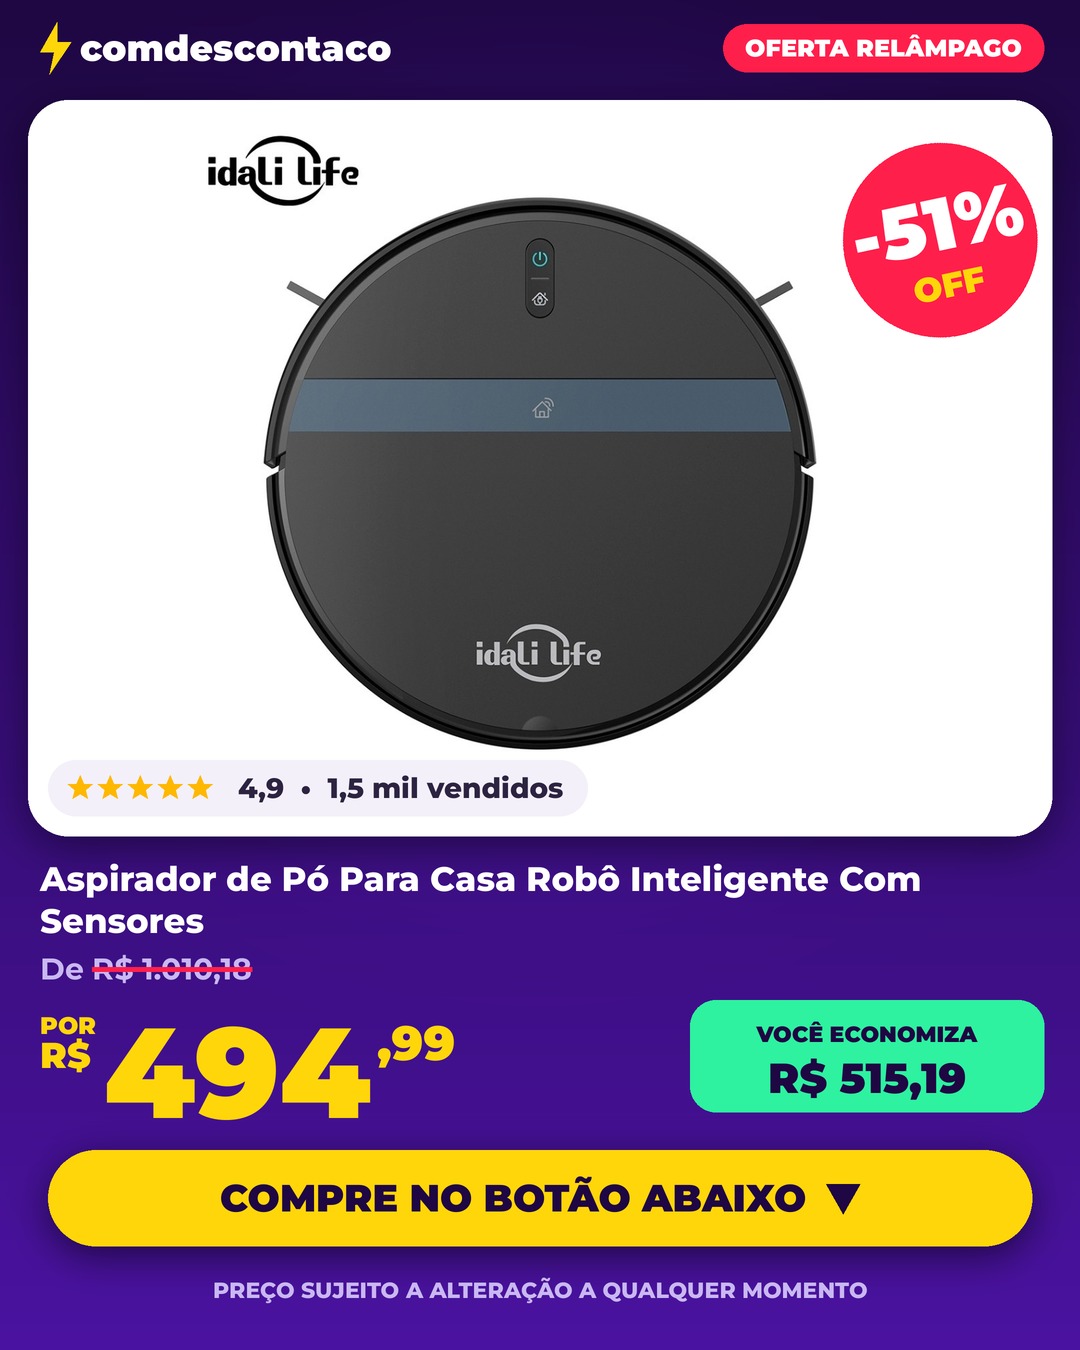 comdescontaco
OFERTA RELÂMPAGO
idali life
-51%
OFF
idali life
4,9 • 1,5 mil vendidos
Aspirador de Pó Para Casa Robô Inteligente Com
Sensores
De R$ 1.010,18
POR
R$ 494,99
VOCÊ ECONOMIZA
R$ 515,19
COMPRE NO BOTÃO ABAIXO ▼
PREÇO SUJEITO A ALTERAÇÃO A QUALQUER MOMENTO